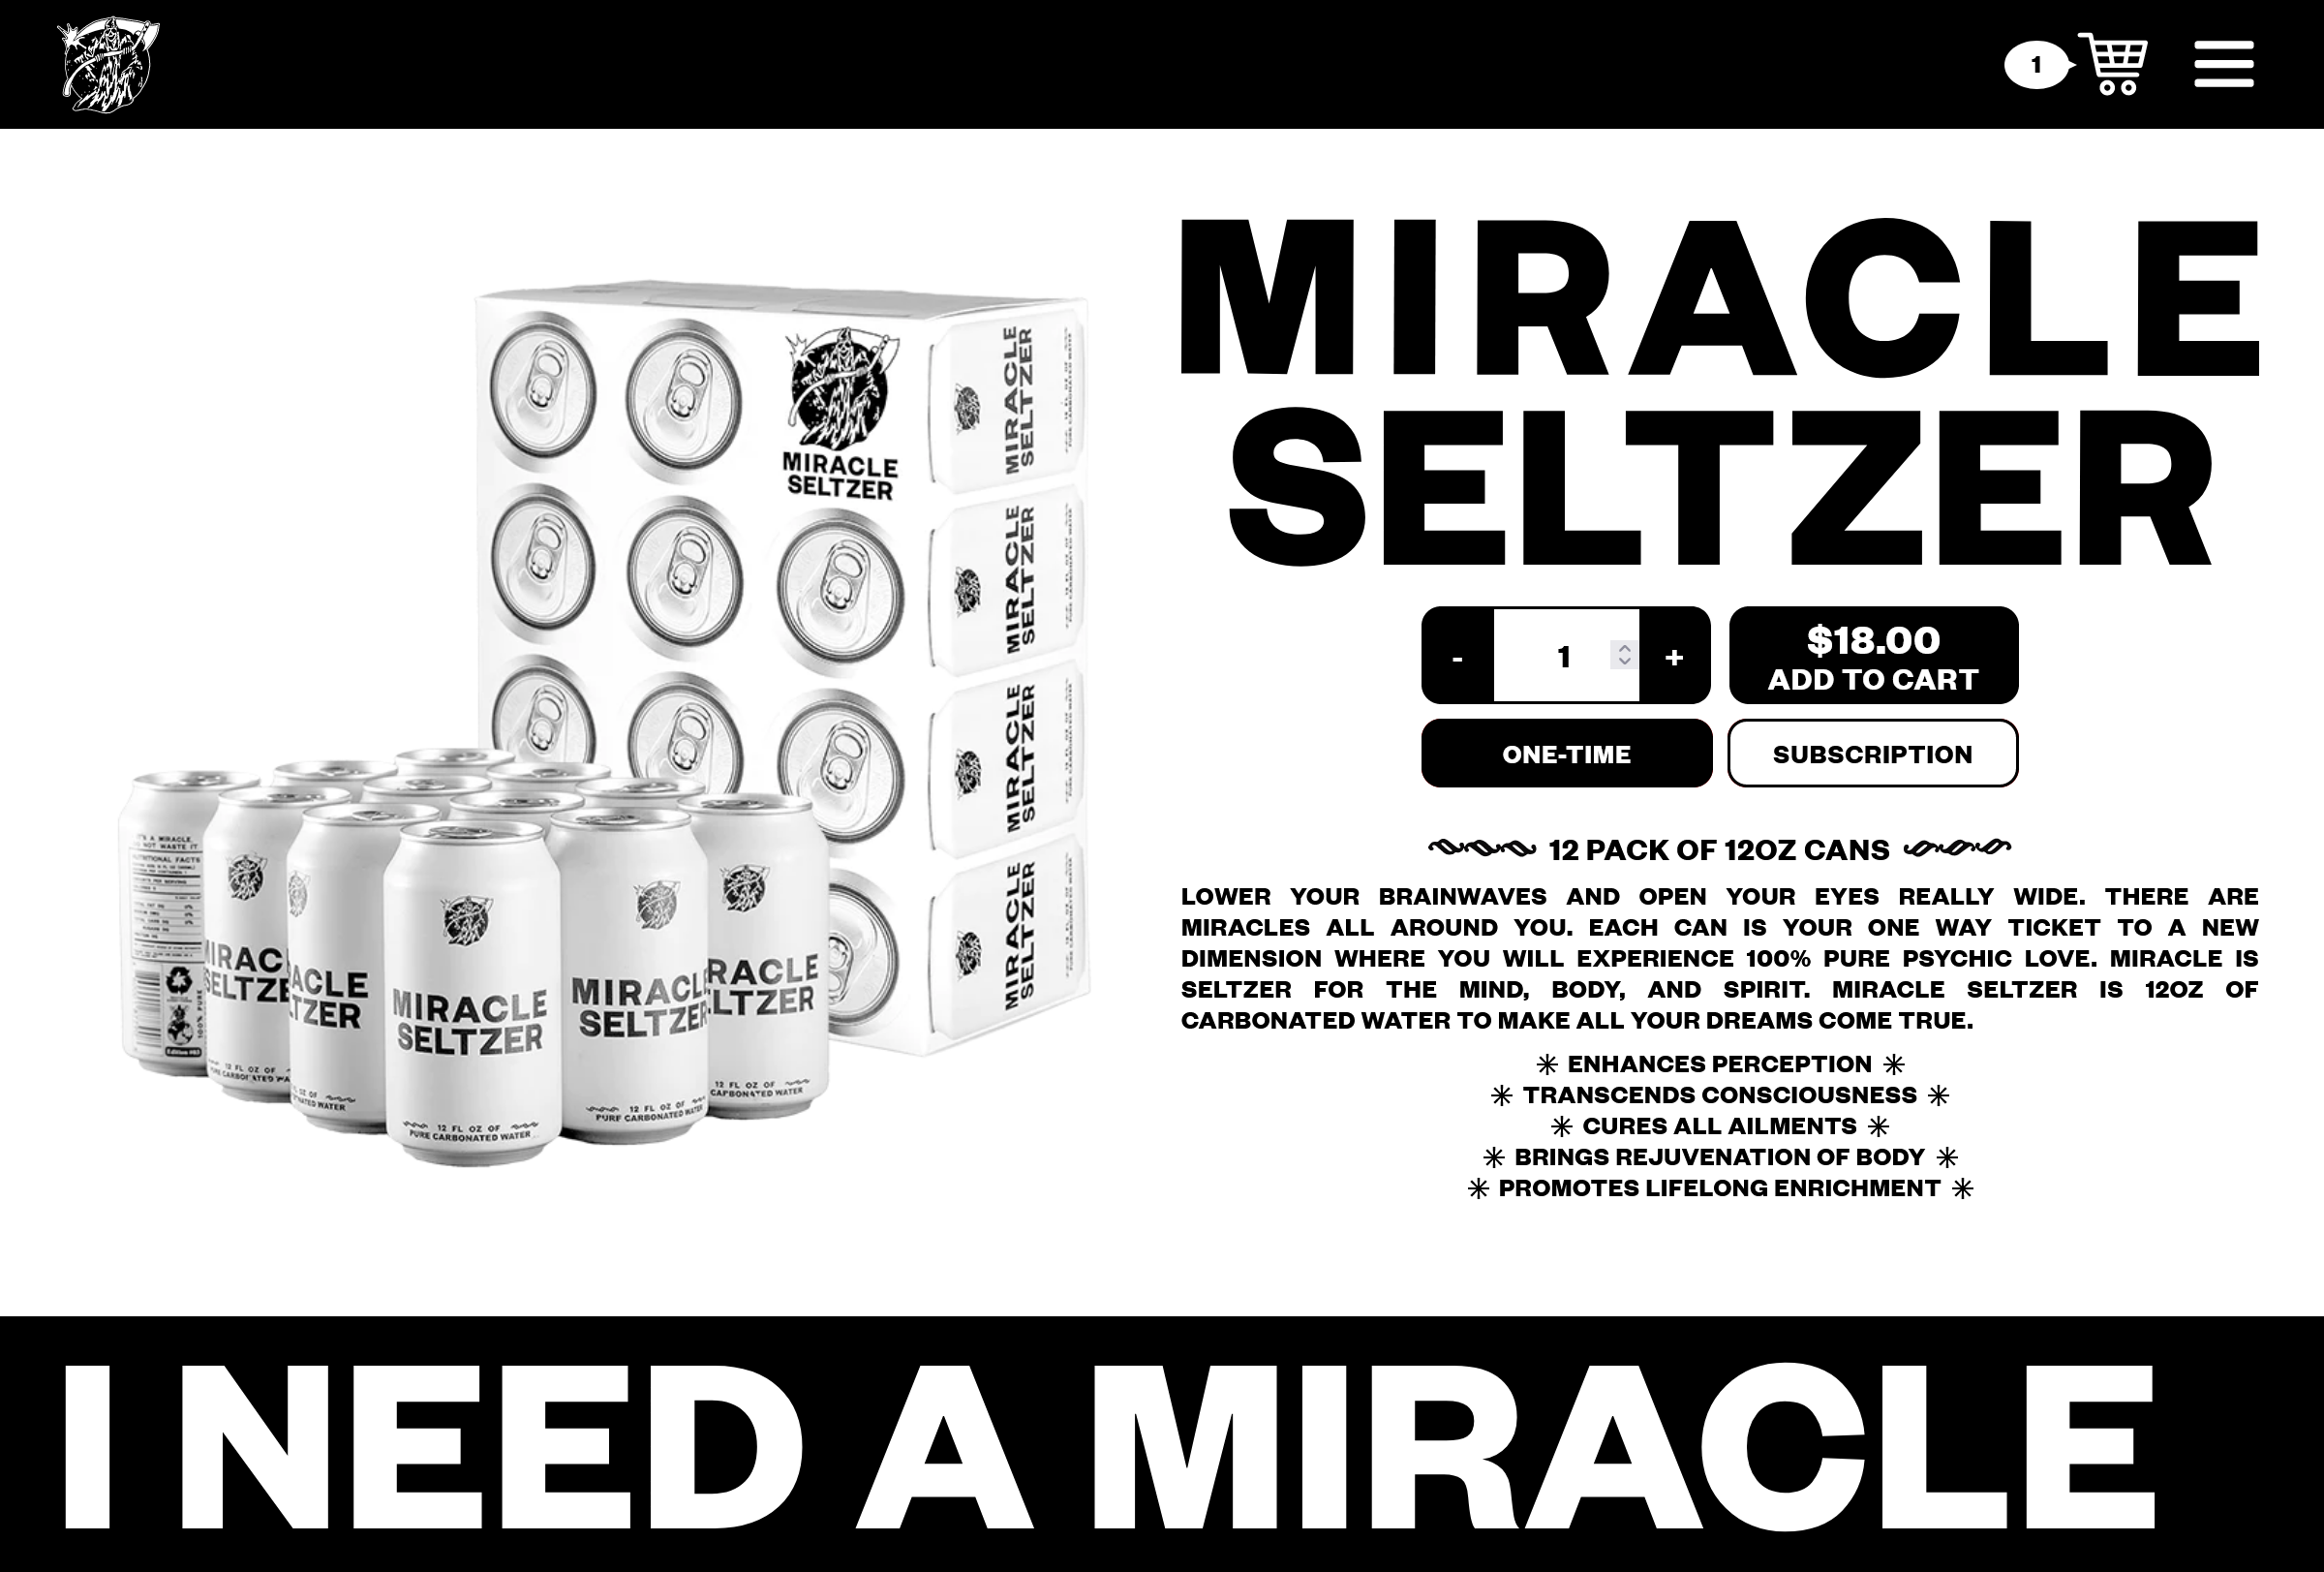 1
MIRACLE
SELTZER
- 1 +
$18.00
ADD TO CART
ONE-TIME
SUBSCRIPTION
12 PACK OF 12OZ CANS
LOWER YOUR BRAINWAVES AND OPEN YOUR EYES REALLY WIDE. THERE ARE
MIRACLES ALL AROUND YOU. EACH CAN IS YOUR ONE WAY TICKET TO A NEW
DIMENSION WHERE YOU WILL EXPERIENCE 100% PURE PSYCHIC LOVE. MIRACLE IS
SELTZER FOR THE MIND, BODY, AND SPIRIT. MIRACLE SELTZER IS 12OZ OF
CARBONATED WATER TO MAKE ALL YOUR DREAMS COME TRUE.
✳ ENHANCES PERCEPTION ✳
✳ TRANSCENDS CONSCIOUSNESS ✳
✳ CURES ALL AILMENTS ✳
✳ BRINGS REJUVENATION OF BODY ✳
✳ PROMOTES LIFELONG ENRICHMENT ✳
MIRACLE
SELTZER
MIRACLE
SELTZER
MIRACLE
SELTZER
MIRACLE
SELTZER
MIRACLE
SELTZER
MIRACLE
SELTZER
12 FL OZ OF
PURE CARBONATED WATER
MIRACLE
SELTZER
12 FL OZ OF
PURE CARBONATED WATER
12 FL OZ OF
CARBONATED WATER
I NEED A MIRACLE